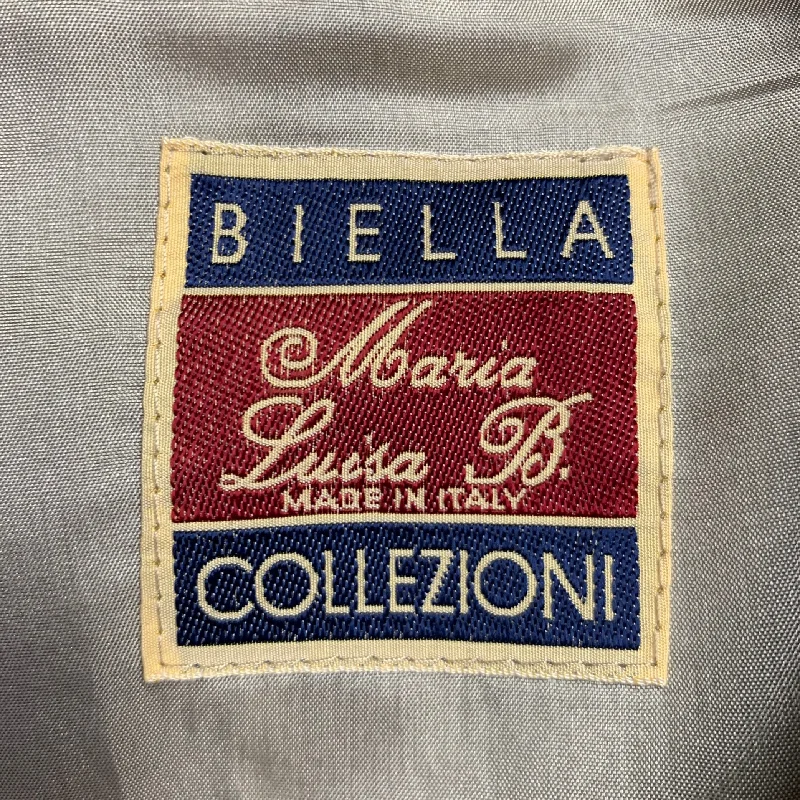 BIELLA
Maria
Luisa B.
MADE IN ITALY
COLLEZIONI